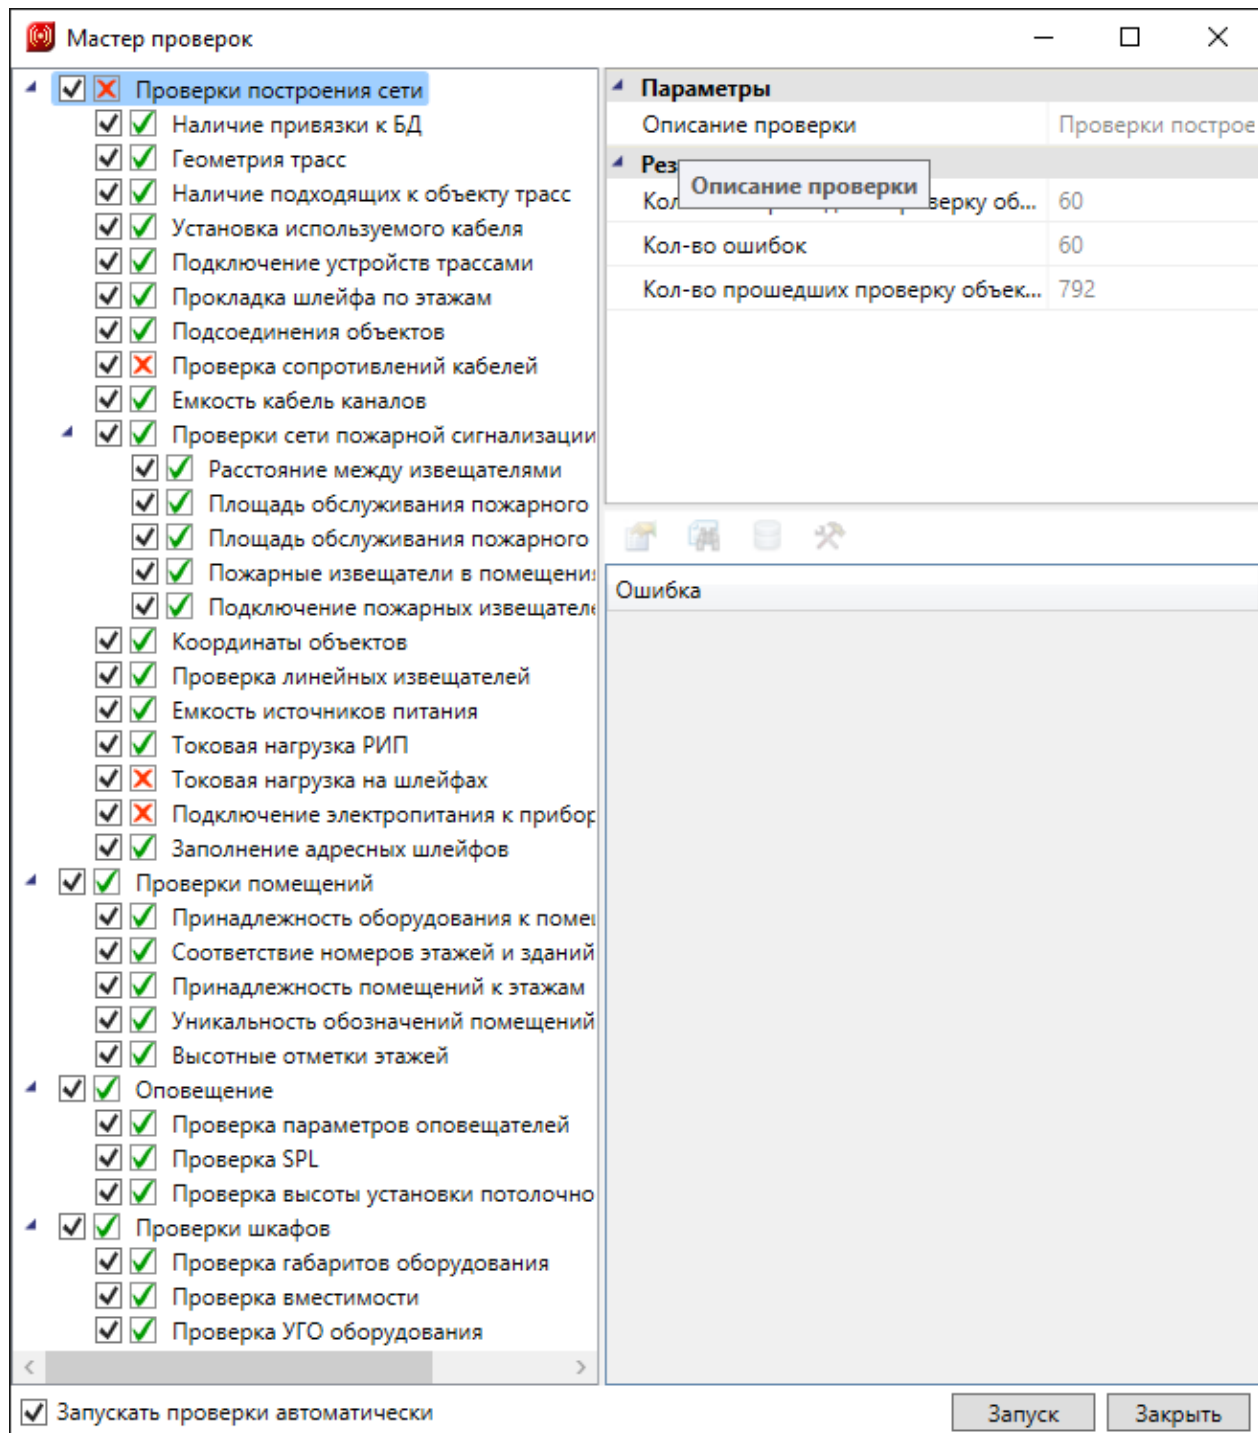 Мастер проверок
Проверки построения сети
Наличие привязки к БД
Геометрия трасс
Наличие подходящих к объекту трасс
Установка используемого кабеля
Подключение устройств трассами
Прокладка шлейфа по этажам
Подсоединения объектов
Проверка сопротивлений кабелей
Емкость кабель каналов
Проверки сети пожарной сигнализации
Расстояние между извещателями
Площадь обслуживания пожарного
Площадь обслуживания пожарного
Пожарные извещатели в
Подключение пожарных
Координаты объектов
Проверка линейных извещателей
Емкость источников питания
Токовая нагрузка РИП
Токовая нагрузка на шлейфах
Подключение электропитания к прибор
Заполнение адресных шлейфов
Проверки помещений
Принадлежность оборудования к
Соответствие номеров этажей и зданий
Принадлежность помещений к этажам
Уникальность обозначений помещений
Высотные отметки этажей
Оповещение
Проверка параметров оповещателей
Проверка SPL
Проверка высоты установки потолочно
Проверки шкафов
Проверка габаритов оборудования
Проверка вместимости
Проверка УГО оборудования
Запускать проверки автоматически
Параметры
Описание проверки Проверки построе
Рез
Описание проверки
Кол об... 60
Кол-во ошибок 60
Кол-во прошедших проверку объек... 792
Ошибка
Запуск Закрыть